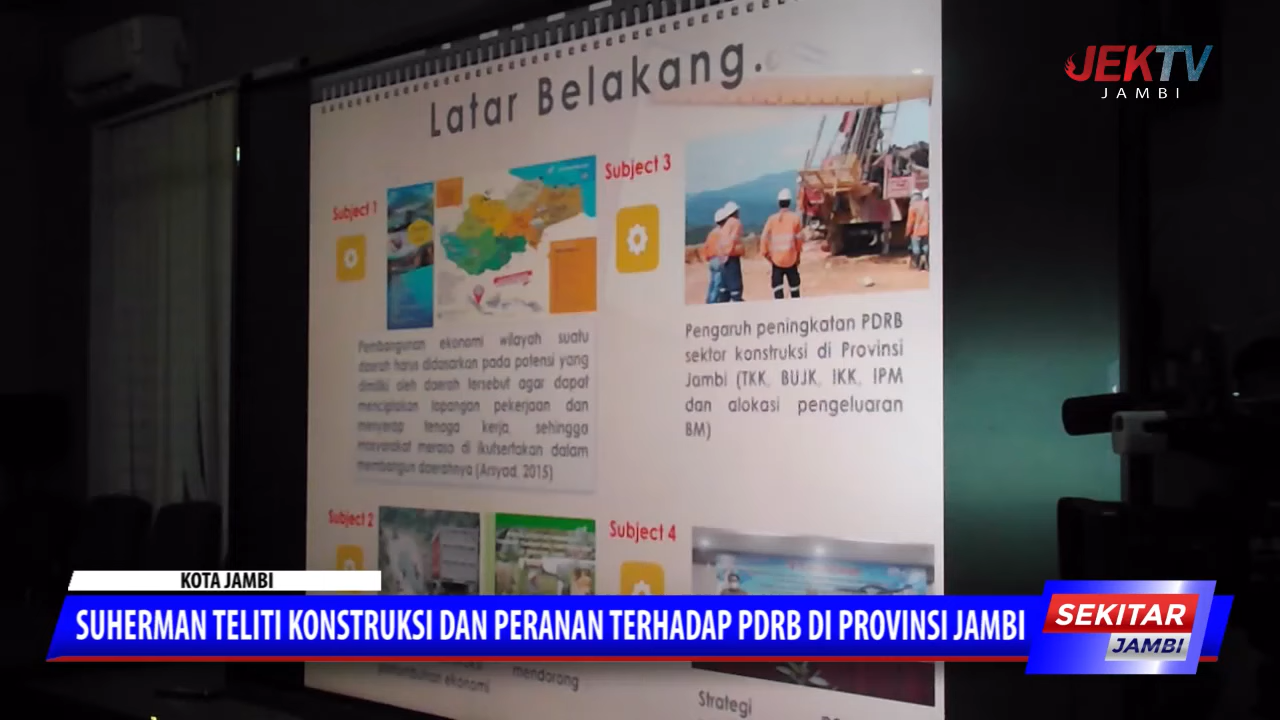 JEKTV
JAMBI
Latar Belakang.
Subject 1
Pembangunan ekonomi wilayah suatu
daerah harus didasarkan pada potensi yang
dimiliki oleh daerah tersebut agar dapat
menciptakan lapangan pekerjaan dan
menyerap tenaga kerja, sehingga
masyarakat merasa di ikutsertakan dalam
membangun daerahnya (Arsyad, 2015)
Subject 3
Pengaruh peningkatan PDRB
sektor konstruksi di Provinsi
Jambi (TKK, BUJK, IKK, IPM
dan alokasi pengeluaran
BM)
Subject 2
Subject 4
KOTA JAMBI
SUHERMAN TELITI KONSTRUKSI DAN PERANAN TERHADAP PDRB DI PROVINSI JAMBI
SEKITAR
JAMBI
mendorong
ekonomi
Strategi